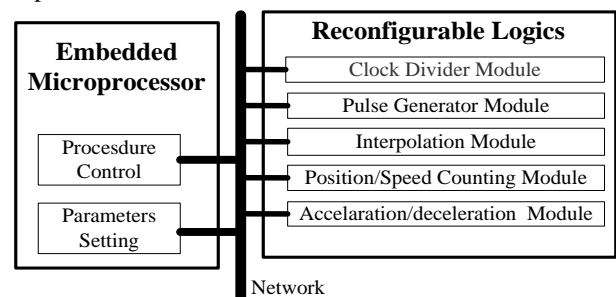 Embedded
Microprocessor
Procesdure
Control
Parameters
Setting
Reconfigurable Logics
Clock Divider Module
Pulse Generator Module
Interpolation Module
Position/Speed Counting Module
Accelaration/deceleration Module
Network